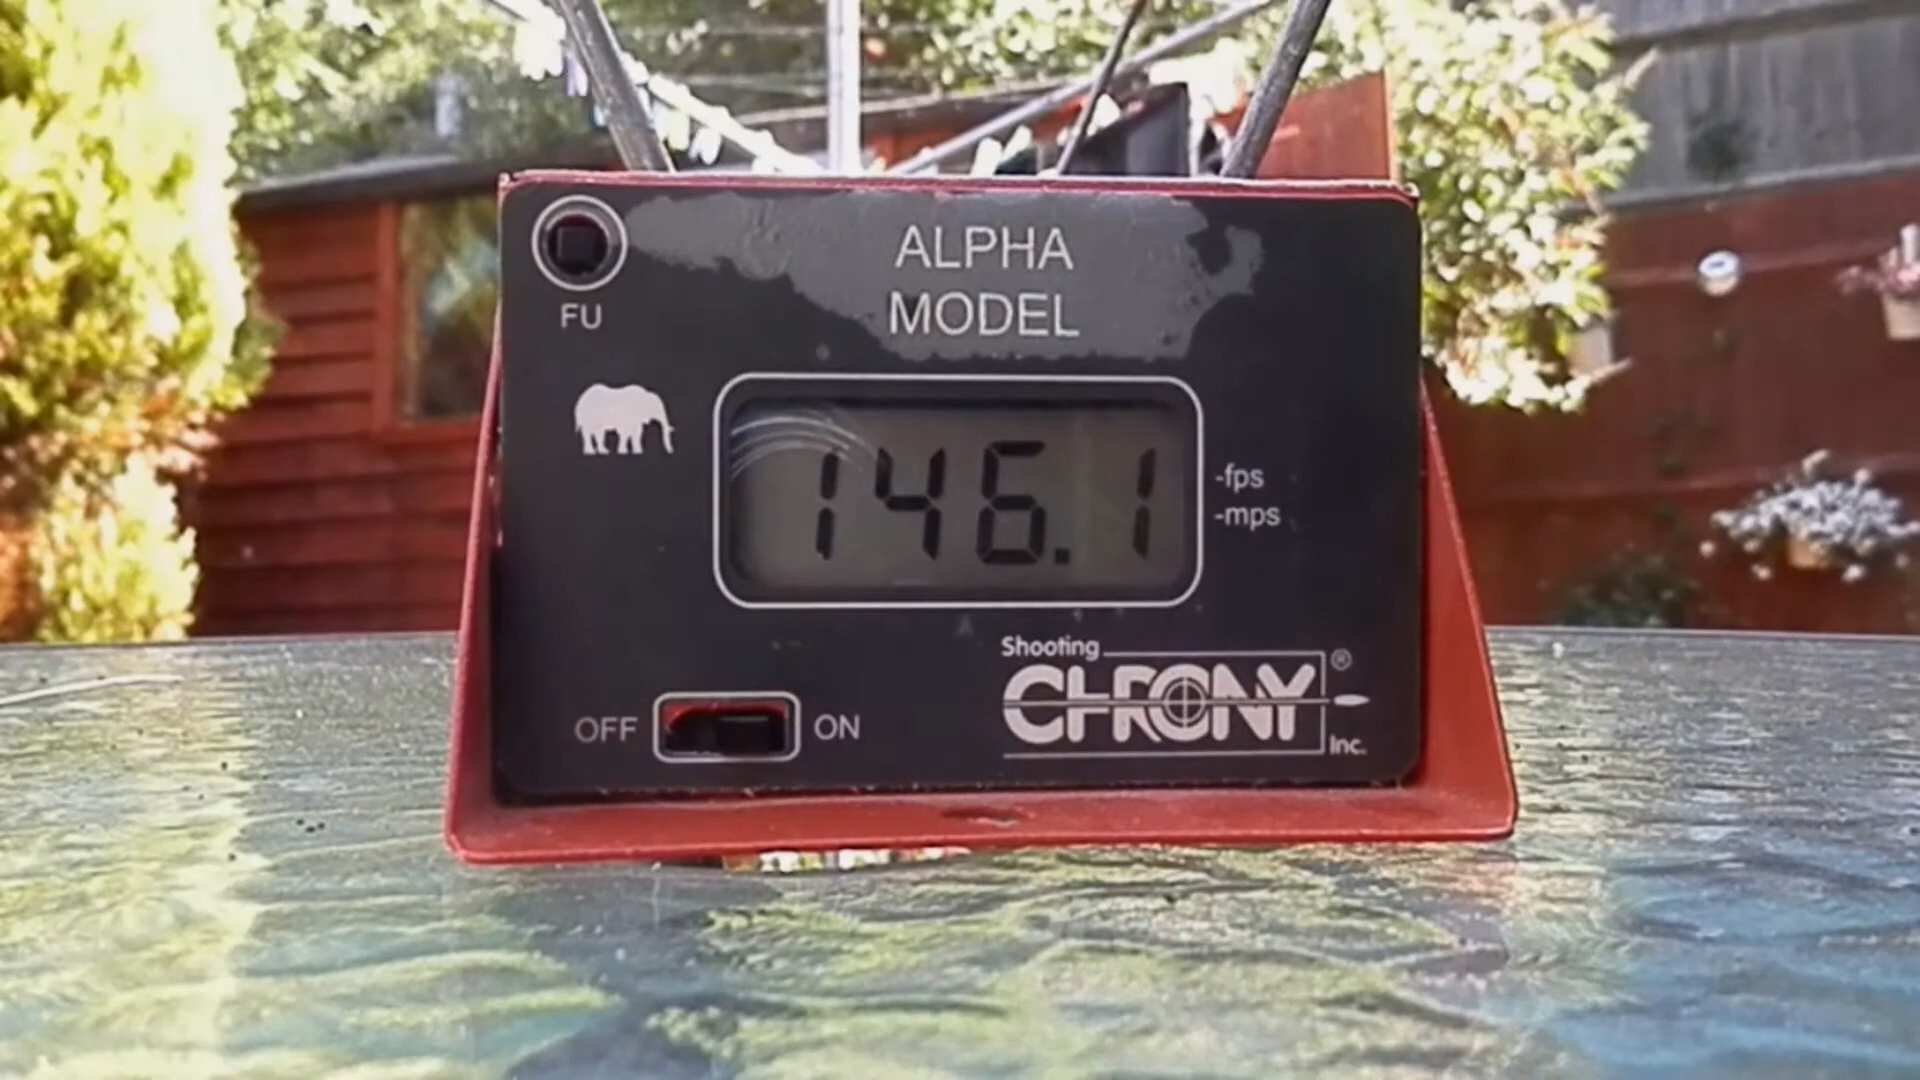 ALPHA
MODEL
FU
146.1
-fps
-mps
Shooting
CHRONY®
Inc.
OFF ON